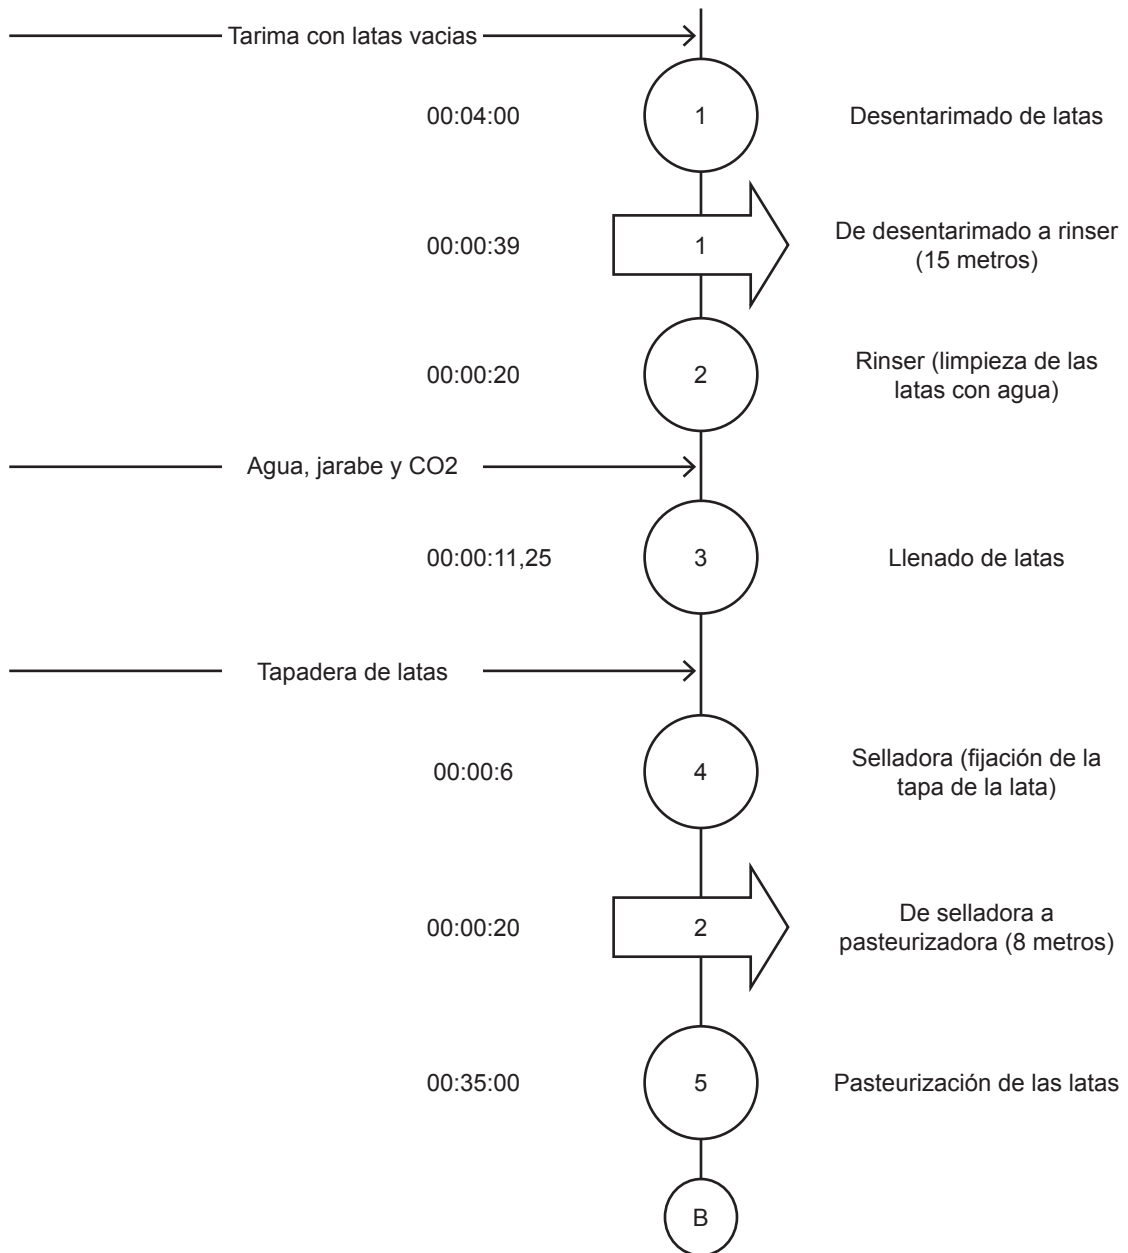 Tarima con latas vacias
00:04:00
1
Desentarimado de latas
00:00:39
1
De desentarimado a rinser
(15 metros)
00:00:20
2
Rinser (limpieza de las
latas con agua)
Agua, jarabe y CO2
00:00:11,25
3
Llenado de latas
Tapadera de latas
00:00:6
4
Selladora (fijación de la
tapa de la lata)
00:00:20
2
De selladora a
pasteurizadora (8 metros)
00:35:00
5
Pasteurización de las latas
B